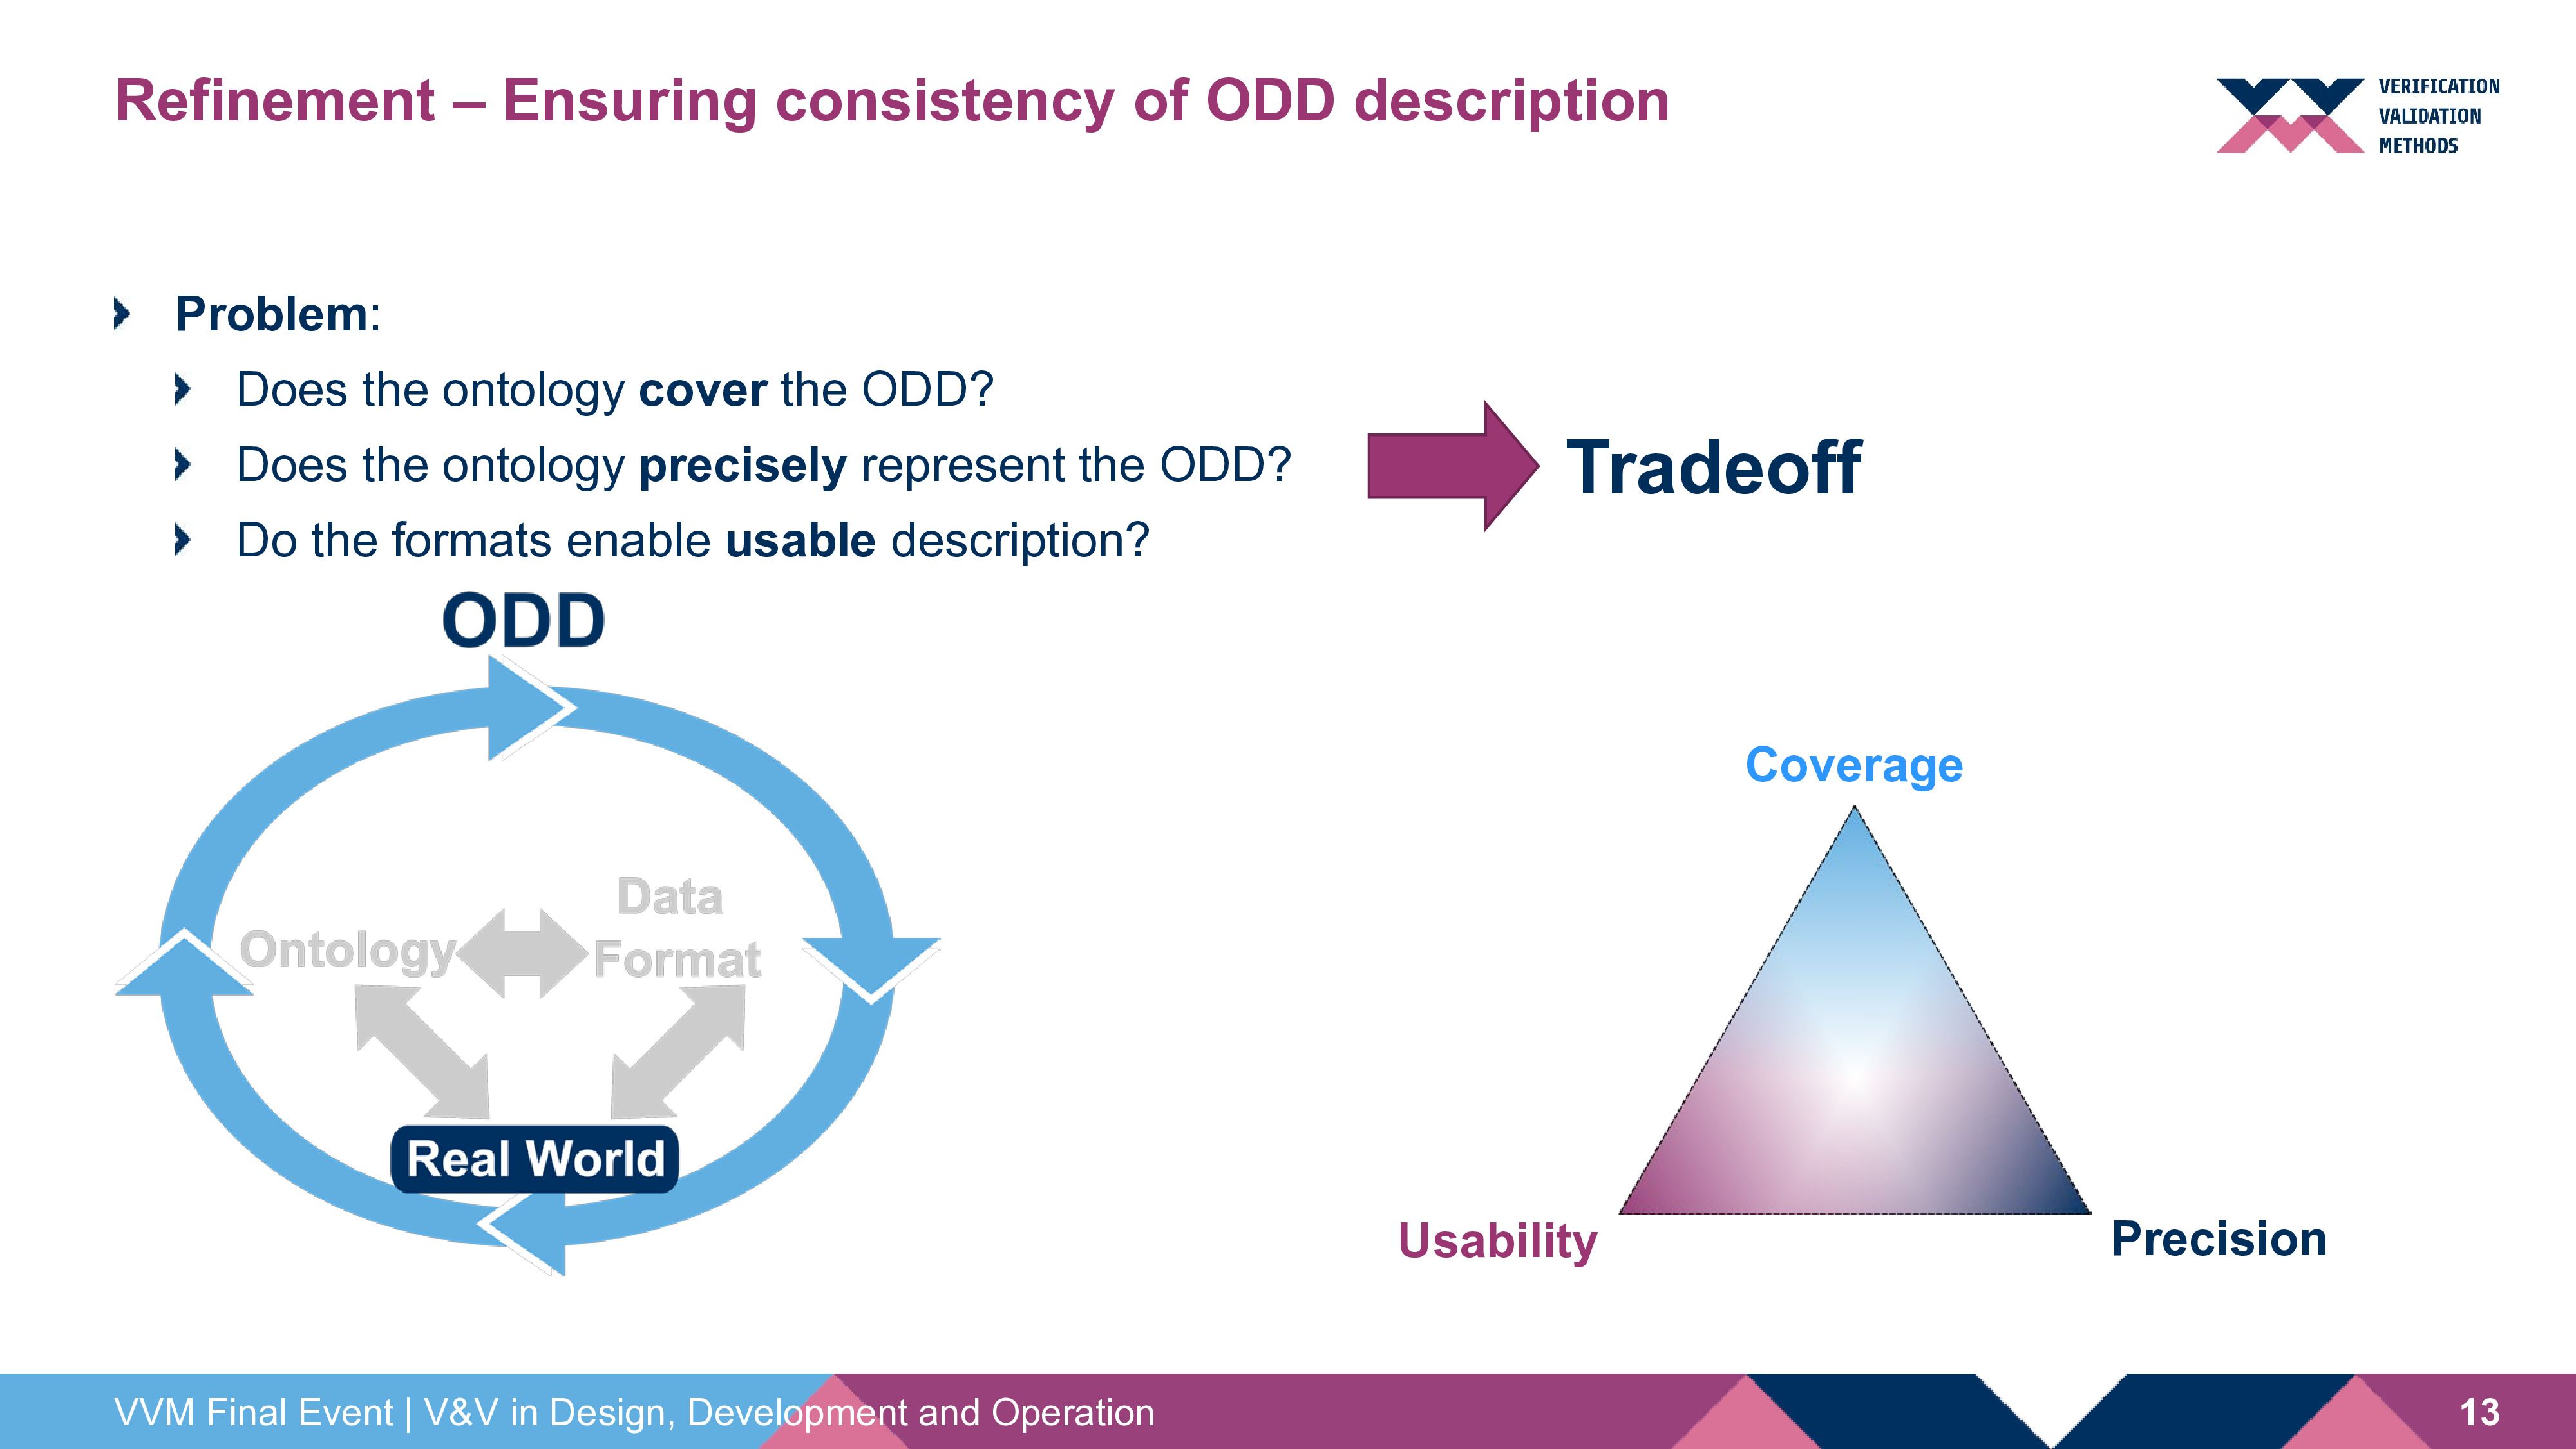 Refinement – Ensuring consistency of ODD description
VERIFICATION
VALIDATION
METHODS
Problem:
Does the ontology cover the ODD?
Does the ontology precisely represent the ODD?
Do the formats enable usable description?
Tradeoff
ODD
Ontology
Data
Format
Real World
Coverage
Usability
Precision
VVM Final Event | V&V in Design, Development and Operation
13